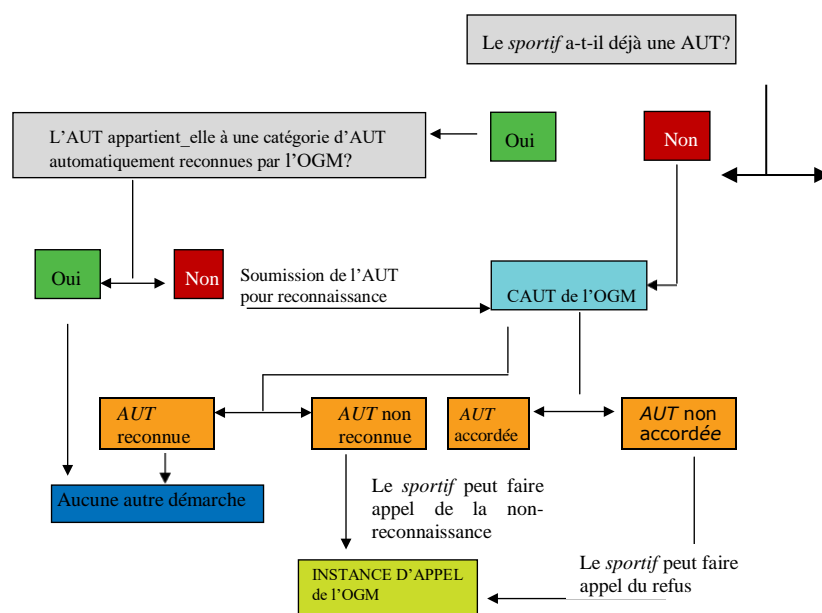 Le sportif a-t-il déjà une AUT?
L'AUT appartient_elle à une catégorie d'AUT
automatiquement reconnues par l'OGM?
Oui
Non
Oui
Non
Soumission de l'AUT
pour reconnaissance
CAUT de l'OGM
AUT
reconnue
AUT non
reconnue
AUT
accordée
AUT non
accordée
Aucune autre démarche
Le sportif peut faire
appel de la non-
reconnaissance
Le sportif peut faire
appel du refus
INSTANCE D'APPEL
de l'OGM